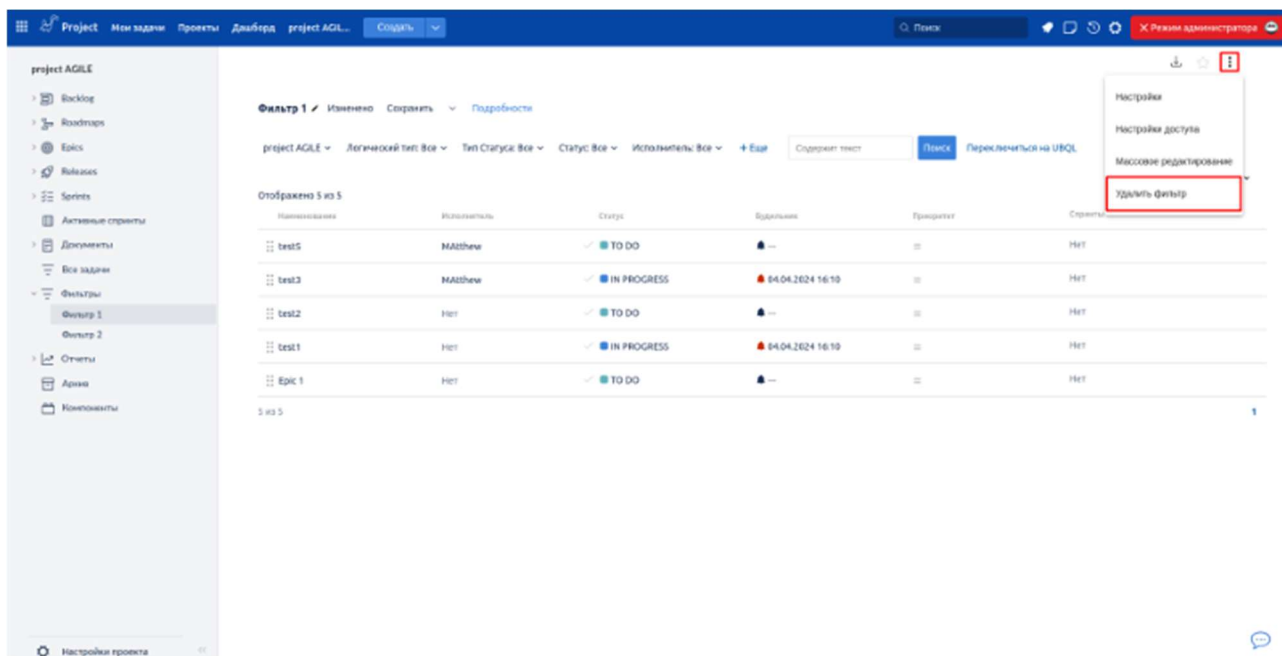 Project Мои задачи Проекты Дашборд project AGIL... Создать Поиск Режим администратора
project AGILE
Backlog
Roadmaps
Epics
Releases
Sprints
Активные спринты
Документы
Все задачи
Фильтры
Фильтр 1
Фильтр 2
Отчеты
Архив
Компоненты
Настройки проекта
Фильтр 1 Изменено Сохранить Подробности
project AGILE Логический тип: Все Тип Статуса: Все Статус: Все Исполнитель: Все + Еще Содержит текст Поиск Переключиться на UBQL
Настройки
Настройки доступа
Массовое редактирование
Удалить фильтр
Отображено 5 из 5
Наименование Исполнитель Статус Будильник Приоритет Спринты
test5 MAtthew TO DO -- Нет
test3 MAtthew IN PROGRESS 04.04.2024 16:10 Нет
test2 Нет TO DO -- Нет
test1 Нет IN PROGRESS 04.04.2024 16:10 Нет
Epic 1 Нет TO DO -- Нет
5 из 5 1